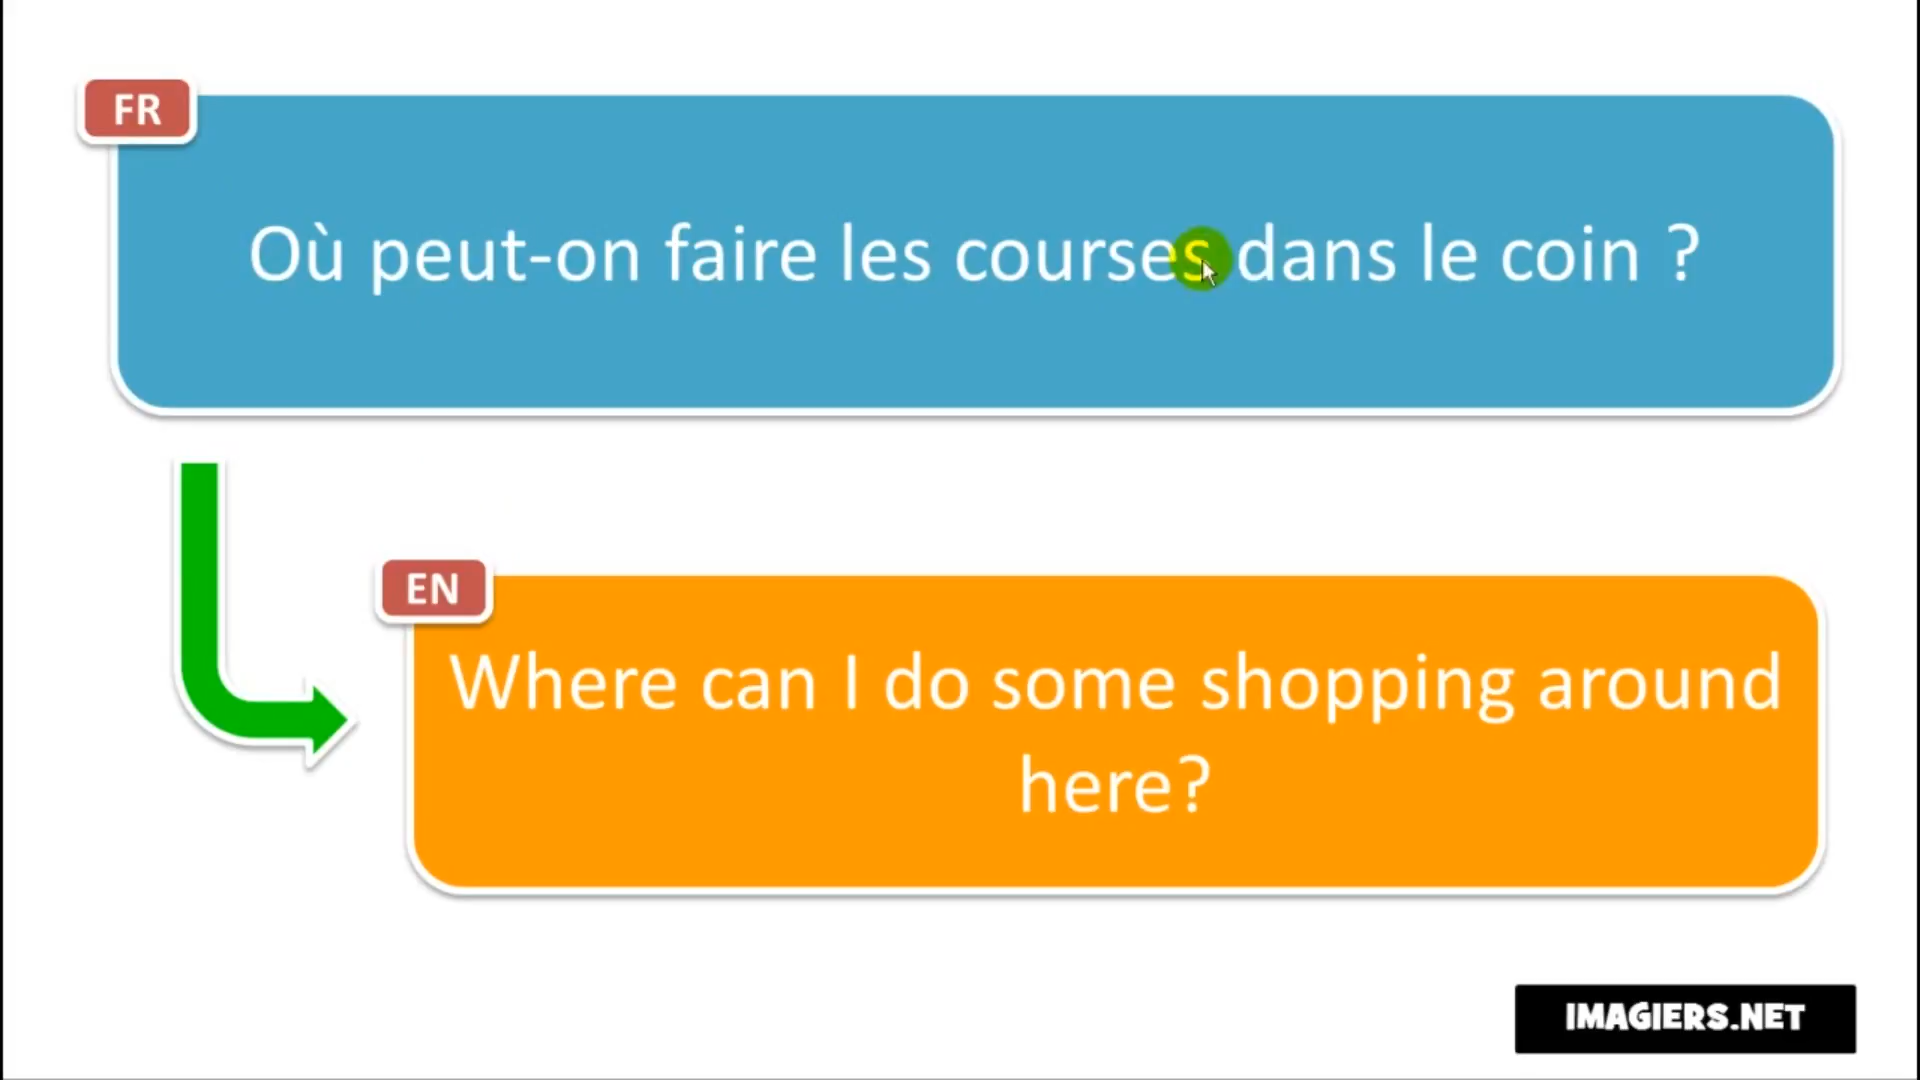 FR
Où peut-on faire les courses dans le coin ?
EN
Where can I do some shopping around
here?
IMAGIERS.NET